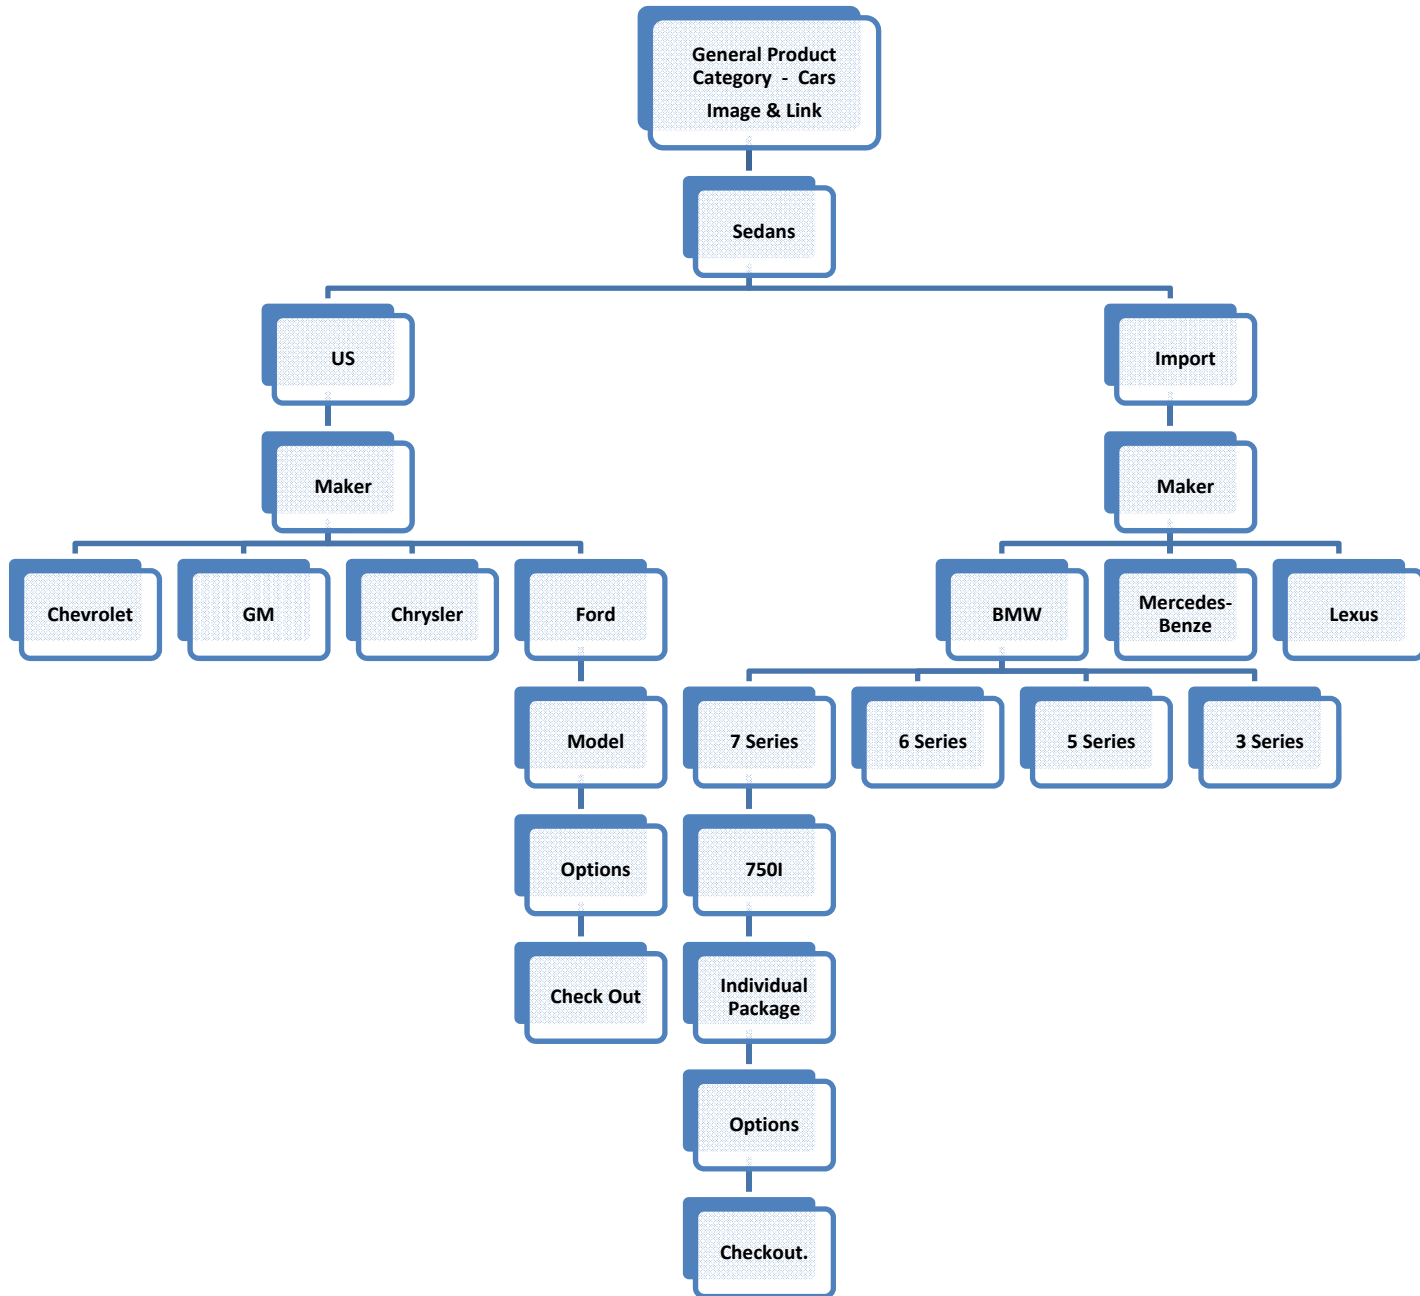 General Product
Category - Cars
Image & Link
Sedans
US
Import
Maker
Maker
Chevrolet
GM
Chrysler
Ford
BMW
Mercedes-
Benze
Lexus
Model
7 Series
6 Series
5 Series
3 Series
Options
750I
Check Out
Individual
Package
Options
Checkout.